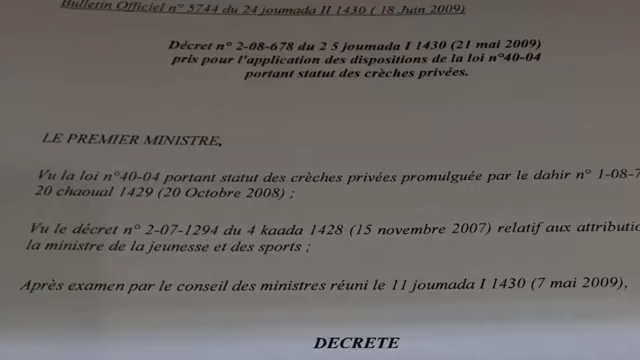 Bulletin Officiel n° 5744 du 24 joumada II 1430 ( 18 Juin 2009)
Décret n° 2-08-678 du 2 5 joumada I 1430 (21 mai 2009)
pris pour l'application des dispositions de la loi n°40-04
portant statut des crèches privées.
LE PREMIER MINISTRE,
Vu la loi n°40-04 portant statut des crèches privées promulguée par le dahir n° 1-08-7
20 chaoual 1429 (20 Octobre 2008) ;
Vu le décret n° 2-07-1294 du 4 kaada 1428 (15 novembre 2007) relatif aux attributio
la ministre de la jeunesse et des sports ;
Après examen par le conseil des ministres réuni le 11 joumada I 1430 (7 mai 2009),
DECRETE